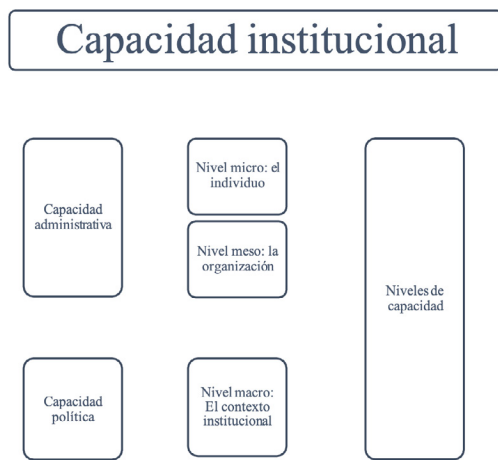 Capacidad institucional
Capacidad
administrativa
Nivel micro: el
individuo
Nivel meso: la
organización
Niveles de
capacidad
Capacidad
política
Nivel macro:
El contexto
institucional